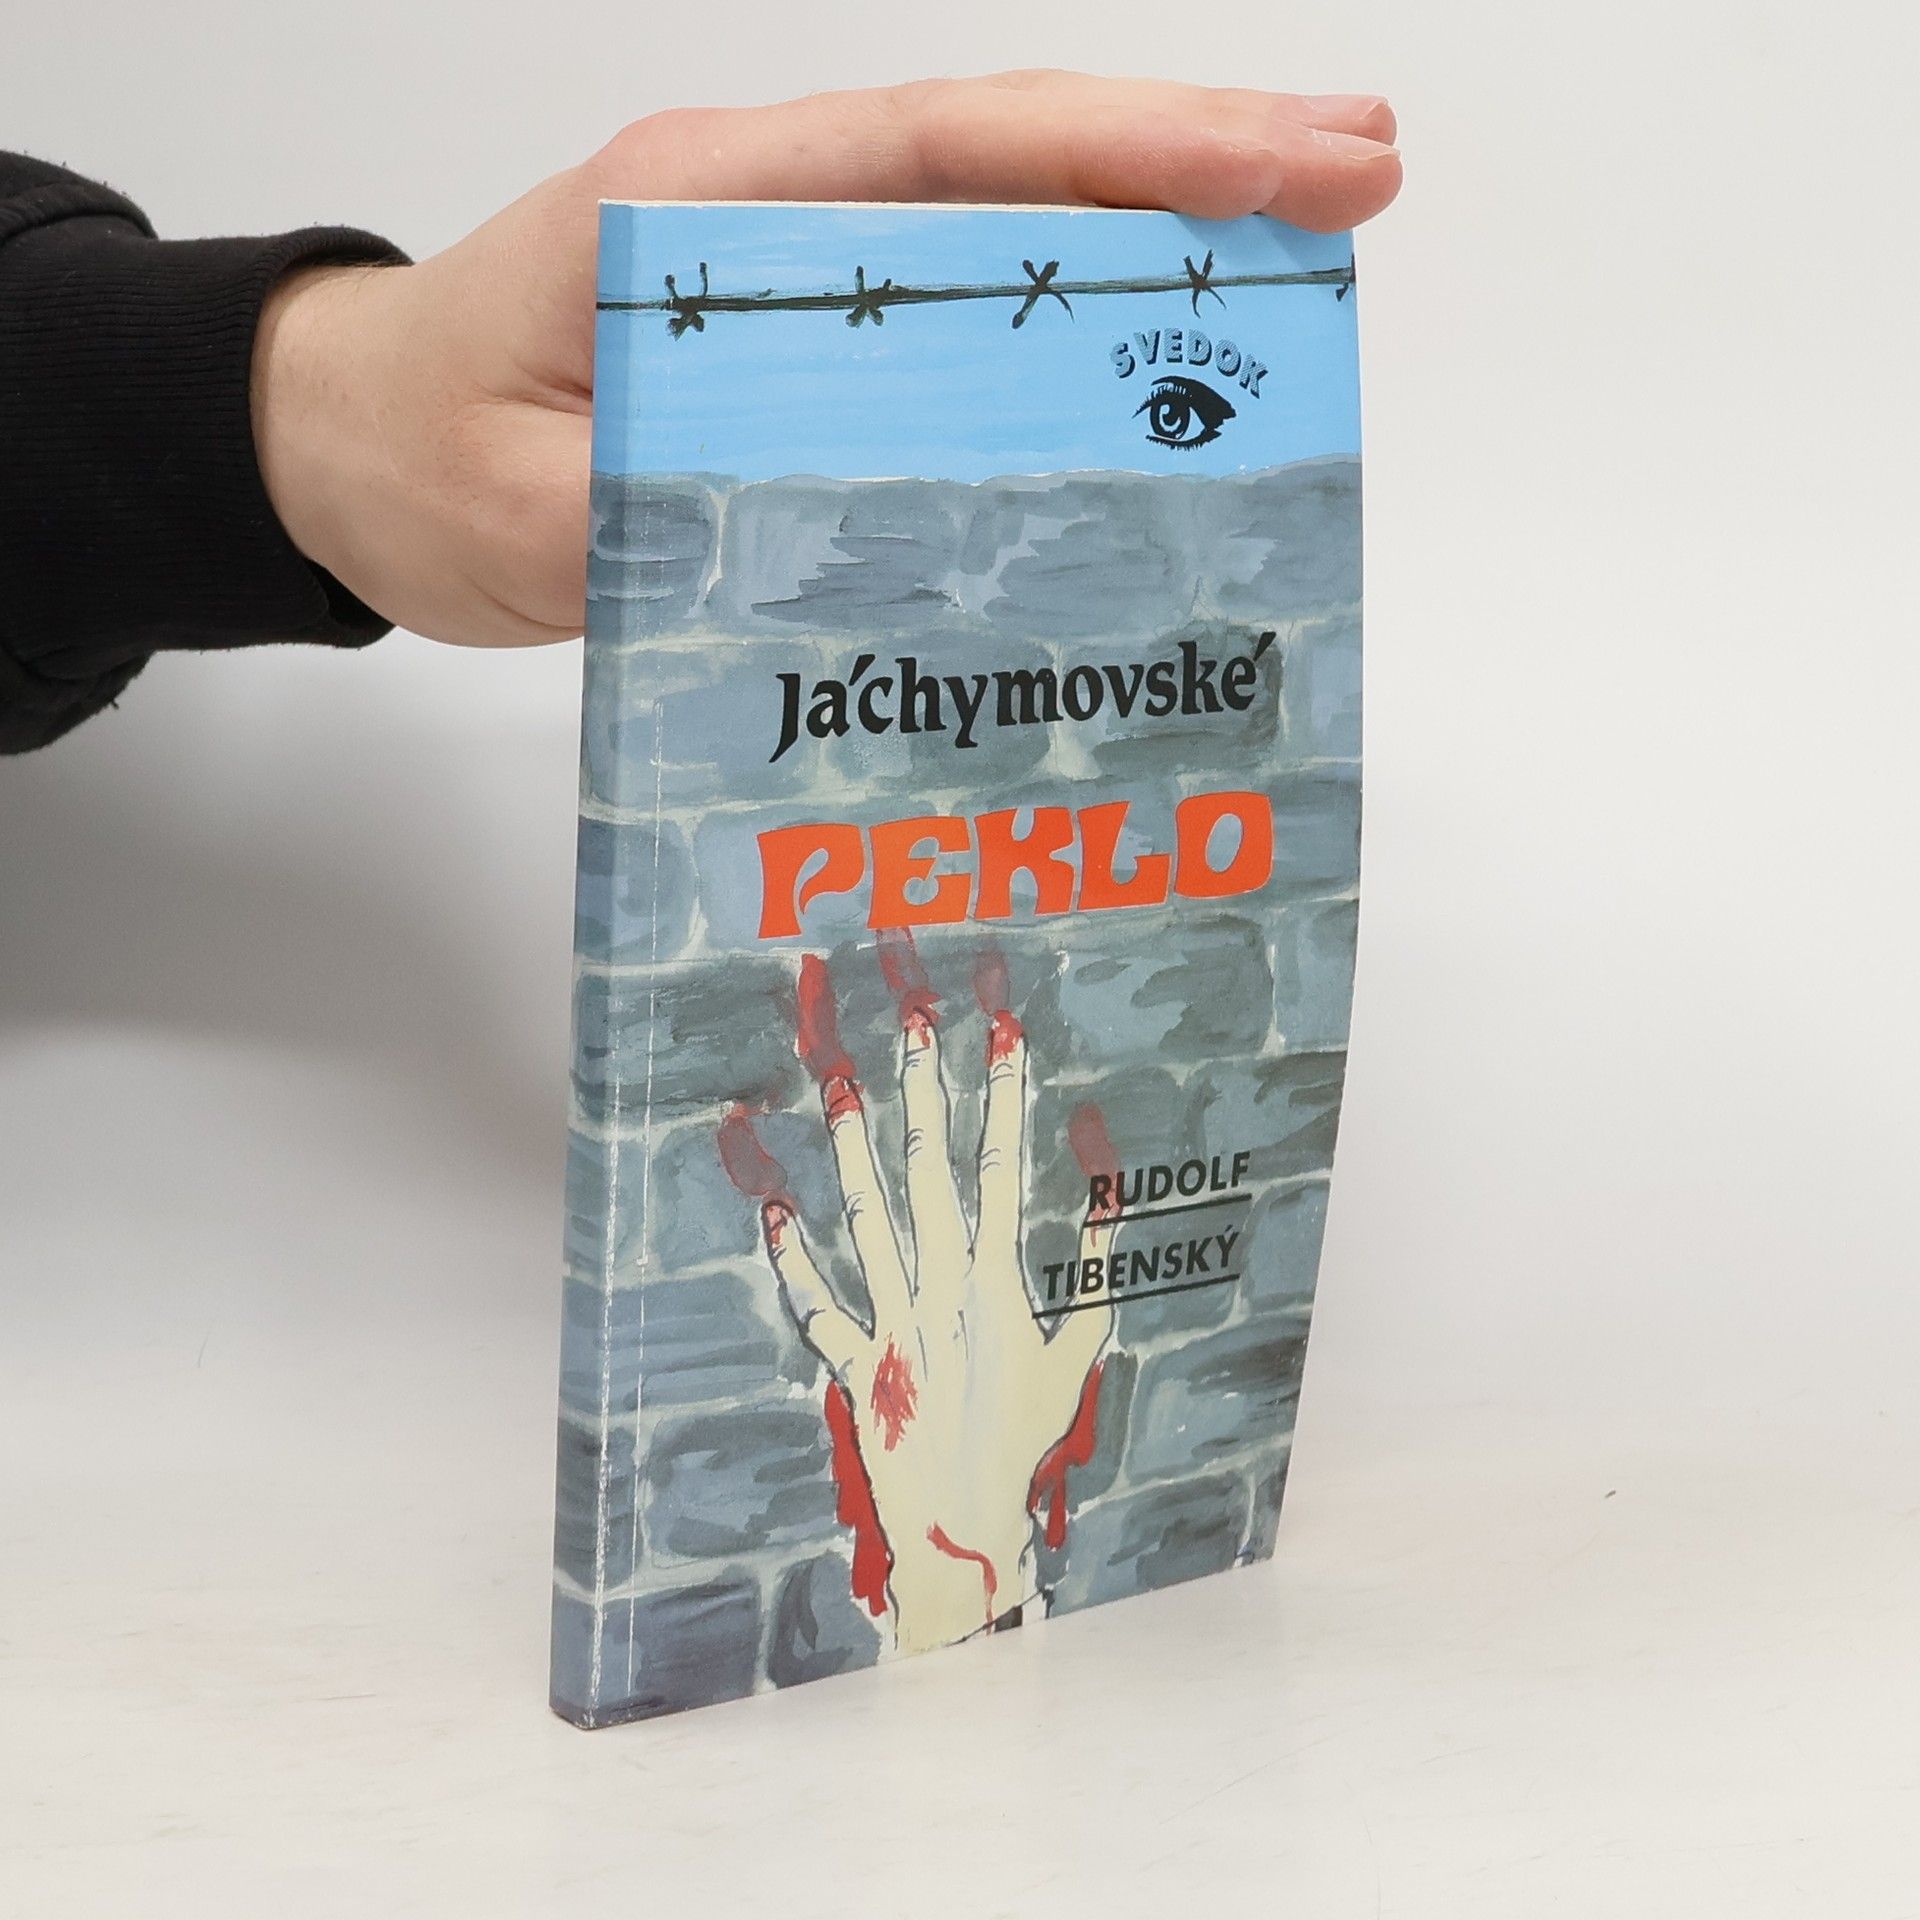 SVEDOK
Jáchymovské
PEKLO
RUDOLF
TIBENSKÝ